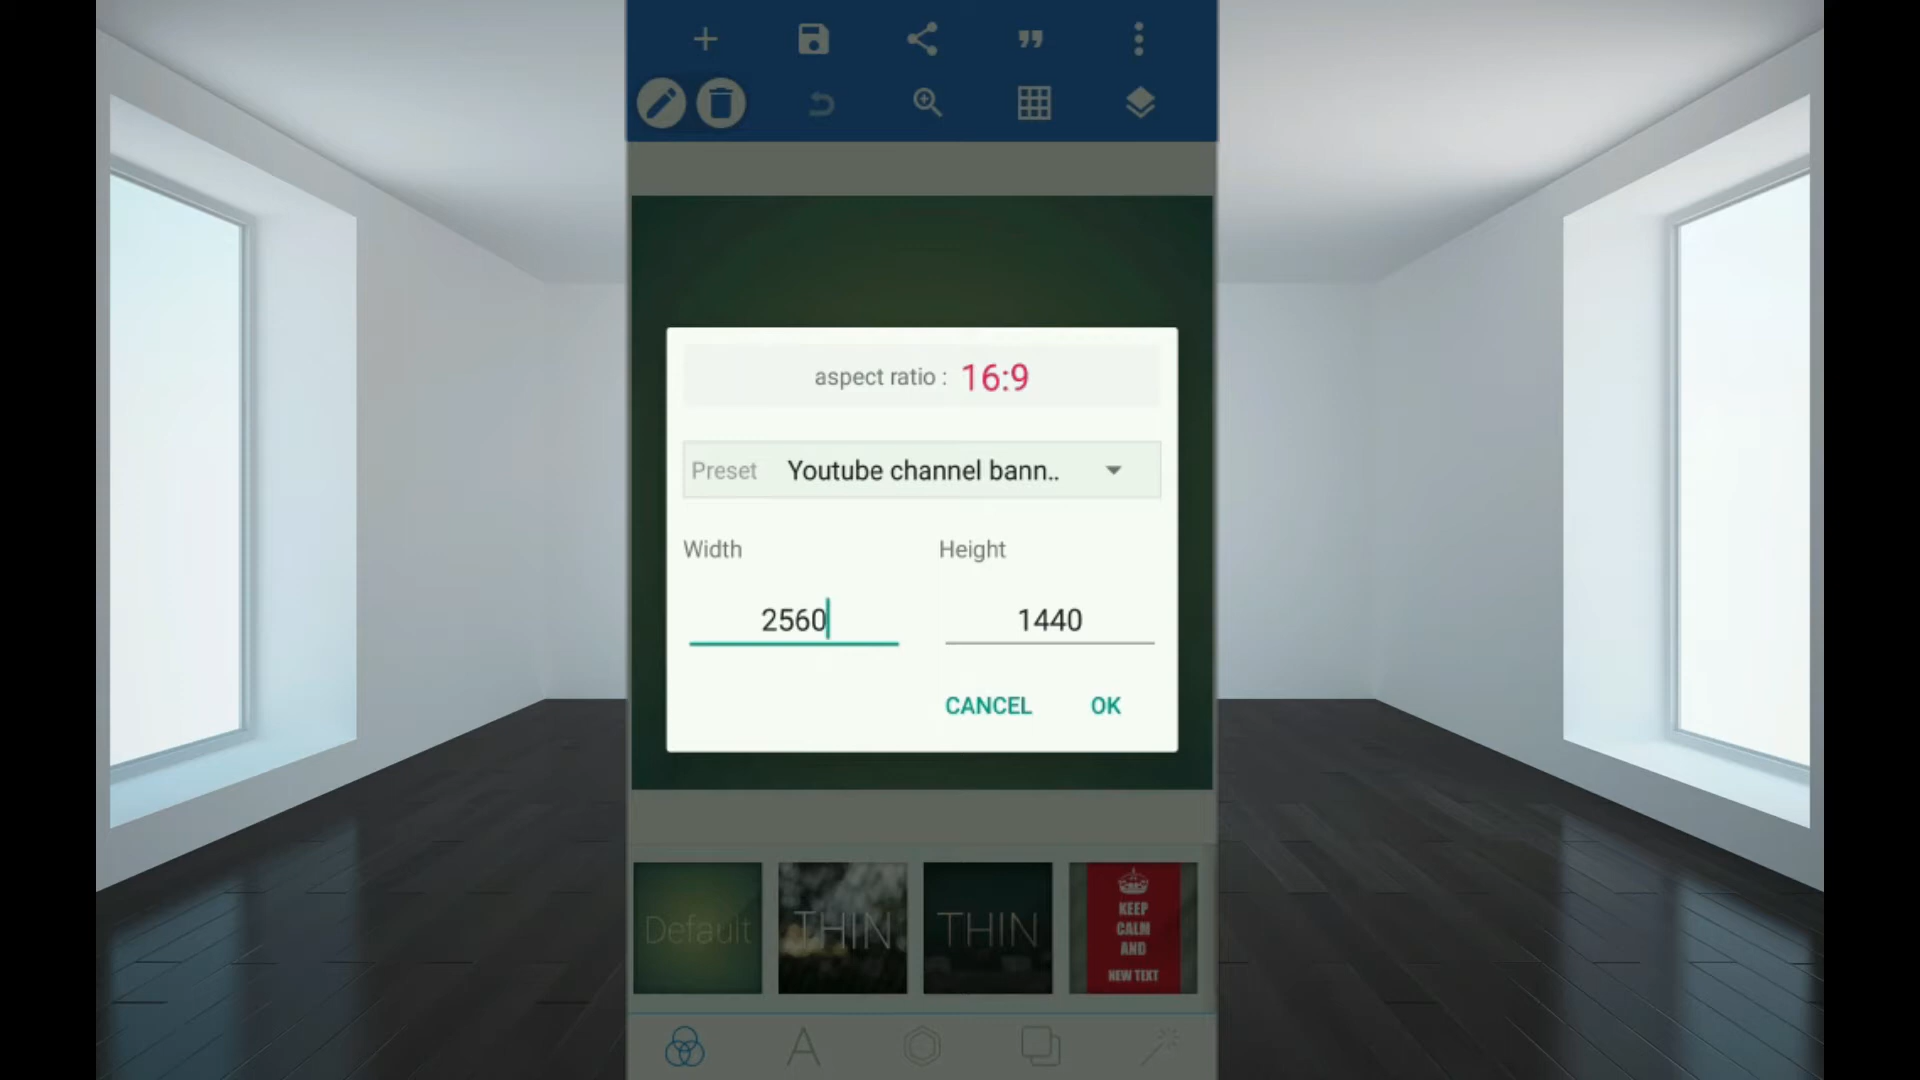 aspect ratio : 16:9
Preset Youtube channel bann..
Width Height
2560 1440
CANCEL OK
Default
THIN
THIN
KEEP
CALM
AND
NEW TEXT